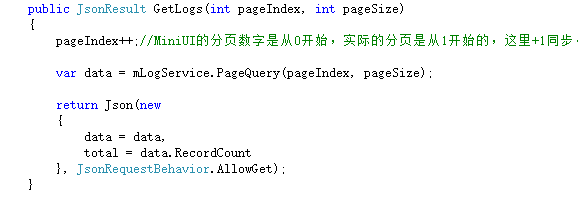 public JsonResult GetLogs(int pageIndex, int pageSize)
{
pageIndex++;//MiniUI的分页数字是从0开始，实际的分页是从1开始的，这里+1同步.
var data = mLogService.PageQuery(pageIndex, pageSize);
return Json(new
{
data = data,
total = data.RecordCount
}, JsonRequestBehavior.AllowGet);
}